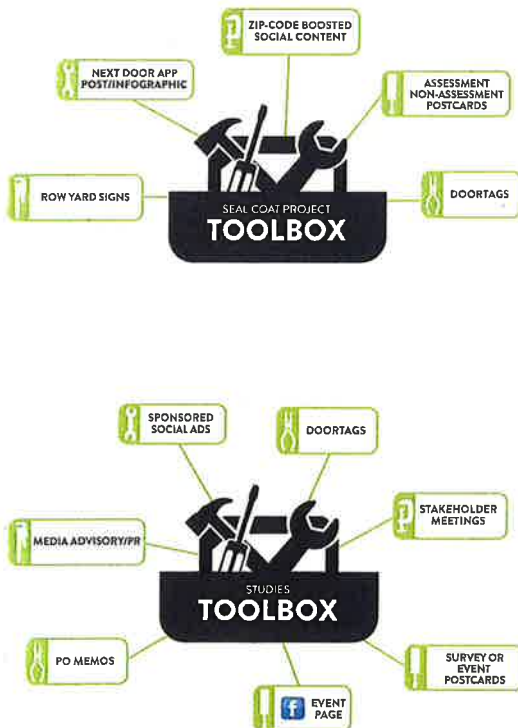 ZIP-CODE BOOSTED
SOCIAL CONTENT
NEXT DOOR APP
POST/INFOGRAPHIC
ASSESSMENT
NON-ASSESSMENT
POSTCARDS
ROW YARD SIGNS
DOORTAGS
SEAL COAT PROJECT
TOOLBOX
SPONSORED
SOCIAL ADS
DOORTAGS
STAKEHOLDER
MEETINGS
MEDIA ADVISORY/PR
STUDIES
TOOLBOX
PO MEMOS
SURVEY OR
EVENT
POSTCARDS
f EVENT
PAGE